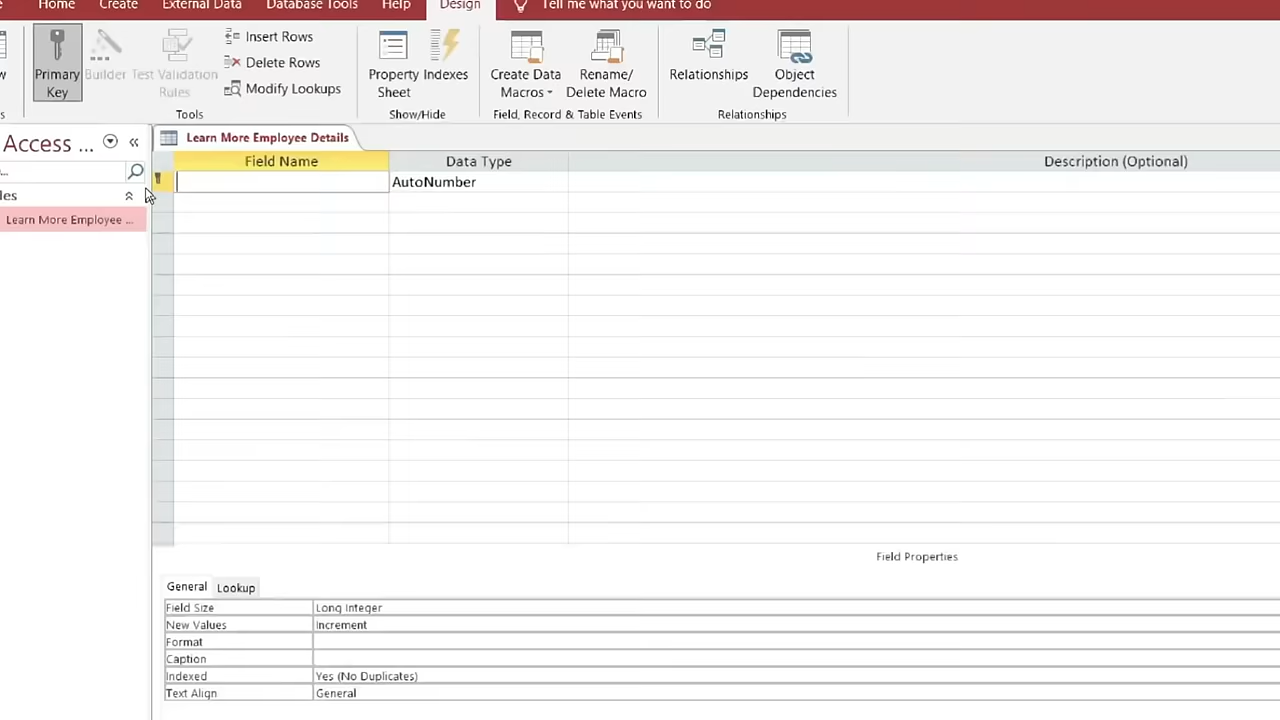 Home Create External Data Database Tools Help Design Tell me what you want to do
Primary Key
Builder
Test Validation Rules
Insert Rows
Delete Rows
Modify Lookups
Tools
Property Sheet
Indexes
Show/Hide
Create Data Macros
Rename/ Delete Macro
Field, Record & Table Events
Relationships
Object Dependencies
Relationships
Access ...
Learn More Employee ...
Learn More Employee Details
Field Name Data Type Description (Optional)
AutoNumber
Field Properties
General Lookup
Field Size Long Integer
New Values Increment
Format
Caption
Indexed Yes (No Duplicates)
Text Align General